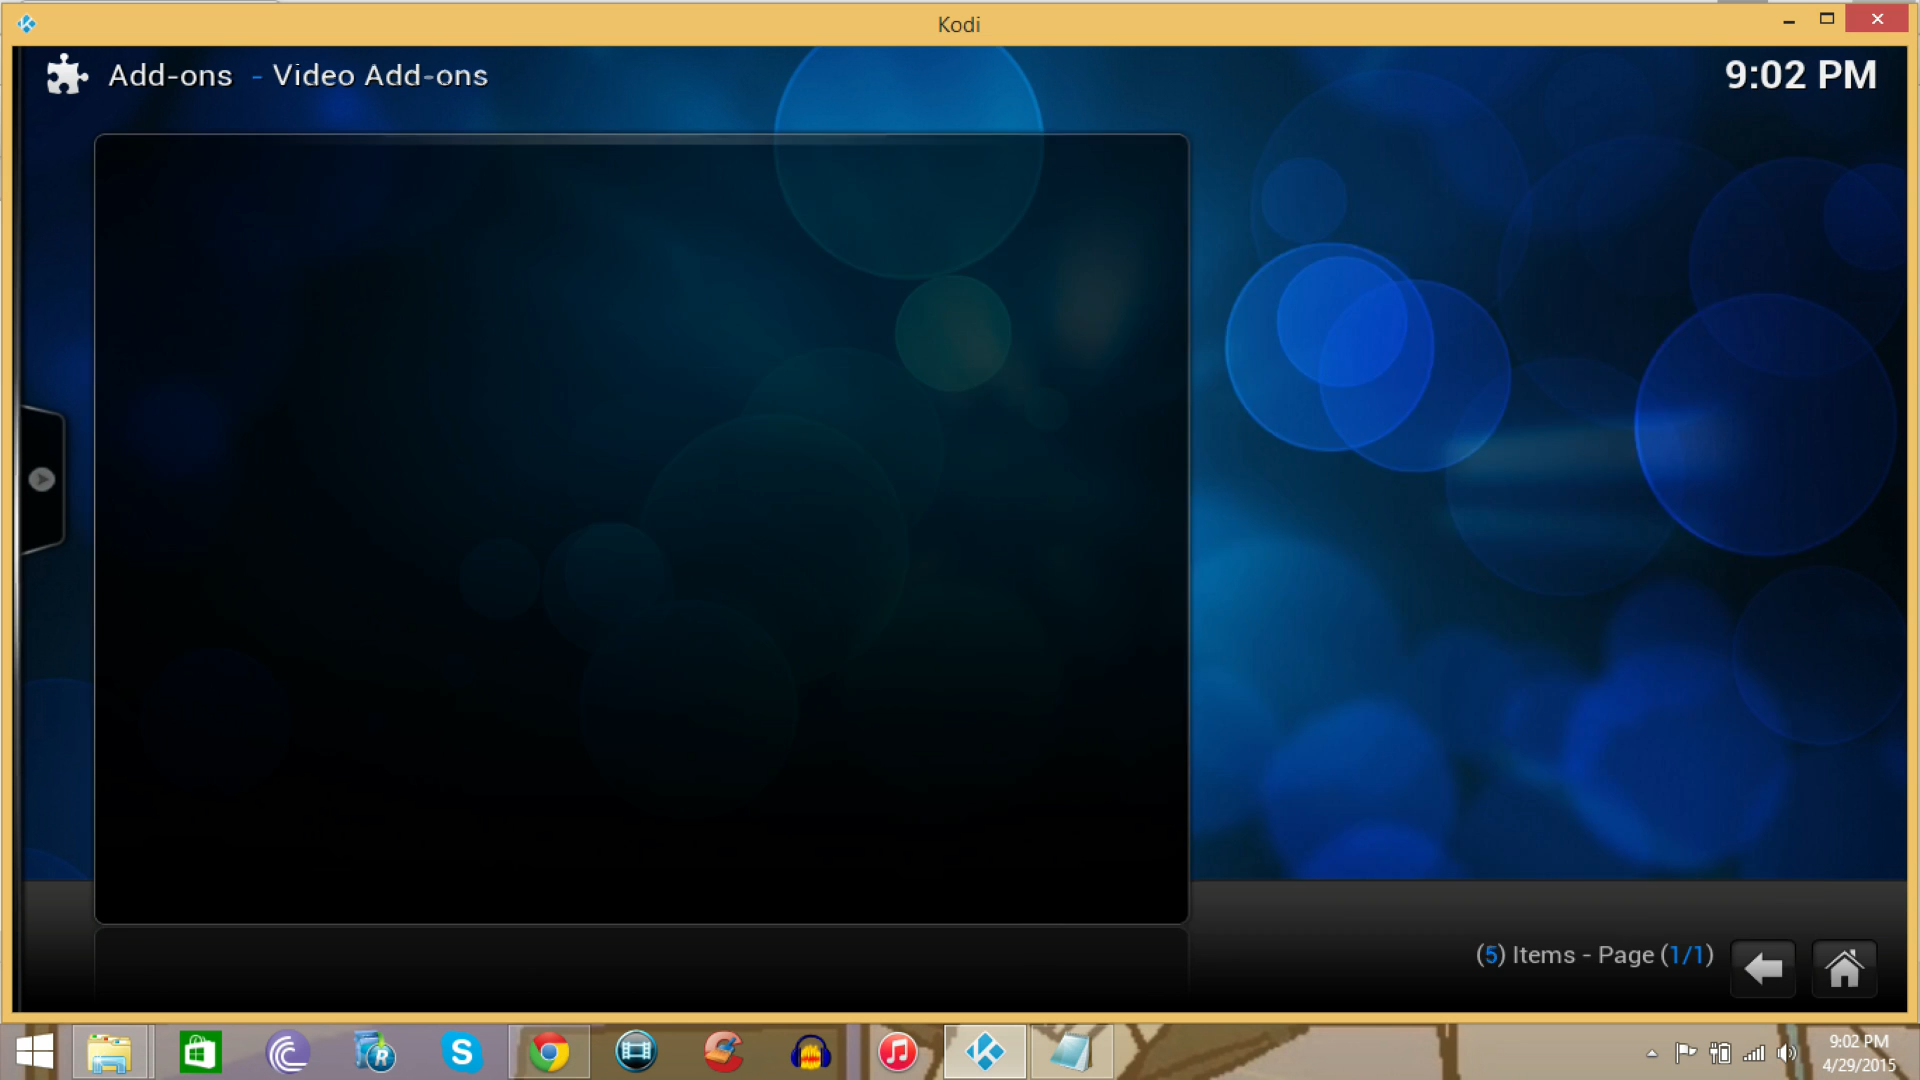 Kodi
Add-ons - Video Add-ons
9:02 PM
(5) Items - Page (1/1)
9:02 PM
4/29/2015